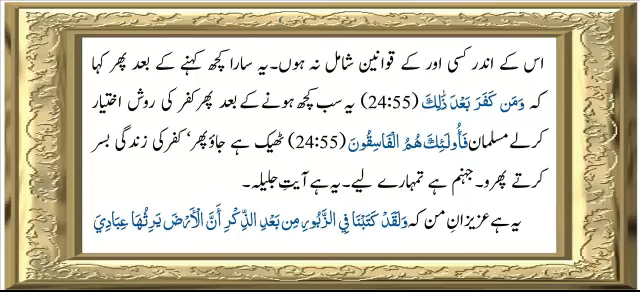 اس کے اندر کسی اور کے قوانین شامل نہ ہوں۔ یہ سارا کچھ کہنے کے بعد پھر کہا
کہ وَمَن كَفَرَ بَعْدَ ذَٰلِكَ (24:55) یہ سب کچھ ہونے کے بعد پھر کفر کی روش اختیار
کرلے مسلمان فَأُولَـٰئِكَ هُمُ الْفَاسِقُونَ (24:55) ٹھیک ہے جاؤ پھر، کفر کی زندگی بسر
کرتے پھرو۔ جہنم ہے تمہارے لیے۔ یہ ہے آیتِ جلیلہ۔
یہ ہے عزیزانِ من کہ وَلَقَدْ كَتَبْنَا فِي الزَّبُورِ مِن بَعْدِ الذِّكْرِ أَنَّ الْأَرْضَ يَرِثُهَا عِبَادِيَ